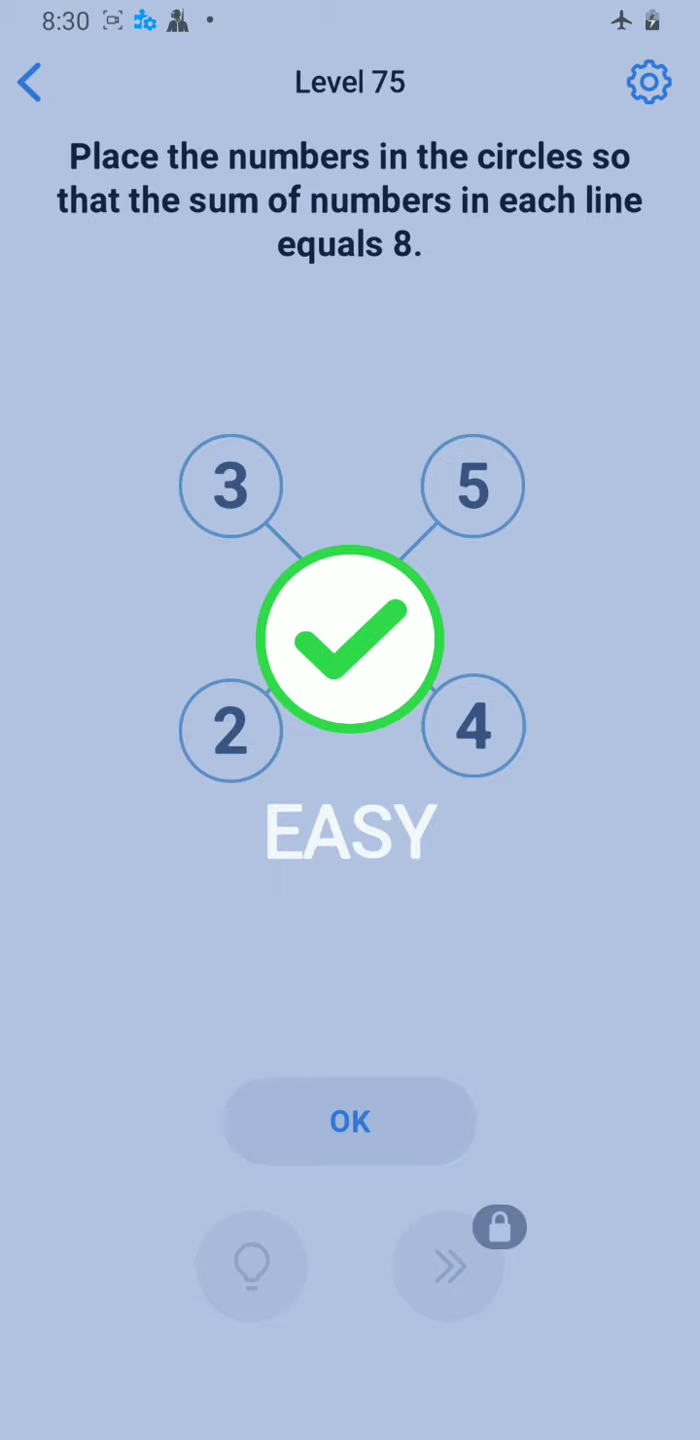 8:30
Level 75
Place the numbers in the circles so
that the sum of numbers in each line
equals 8.
3 5
2 4
EASY
OK